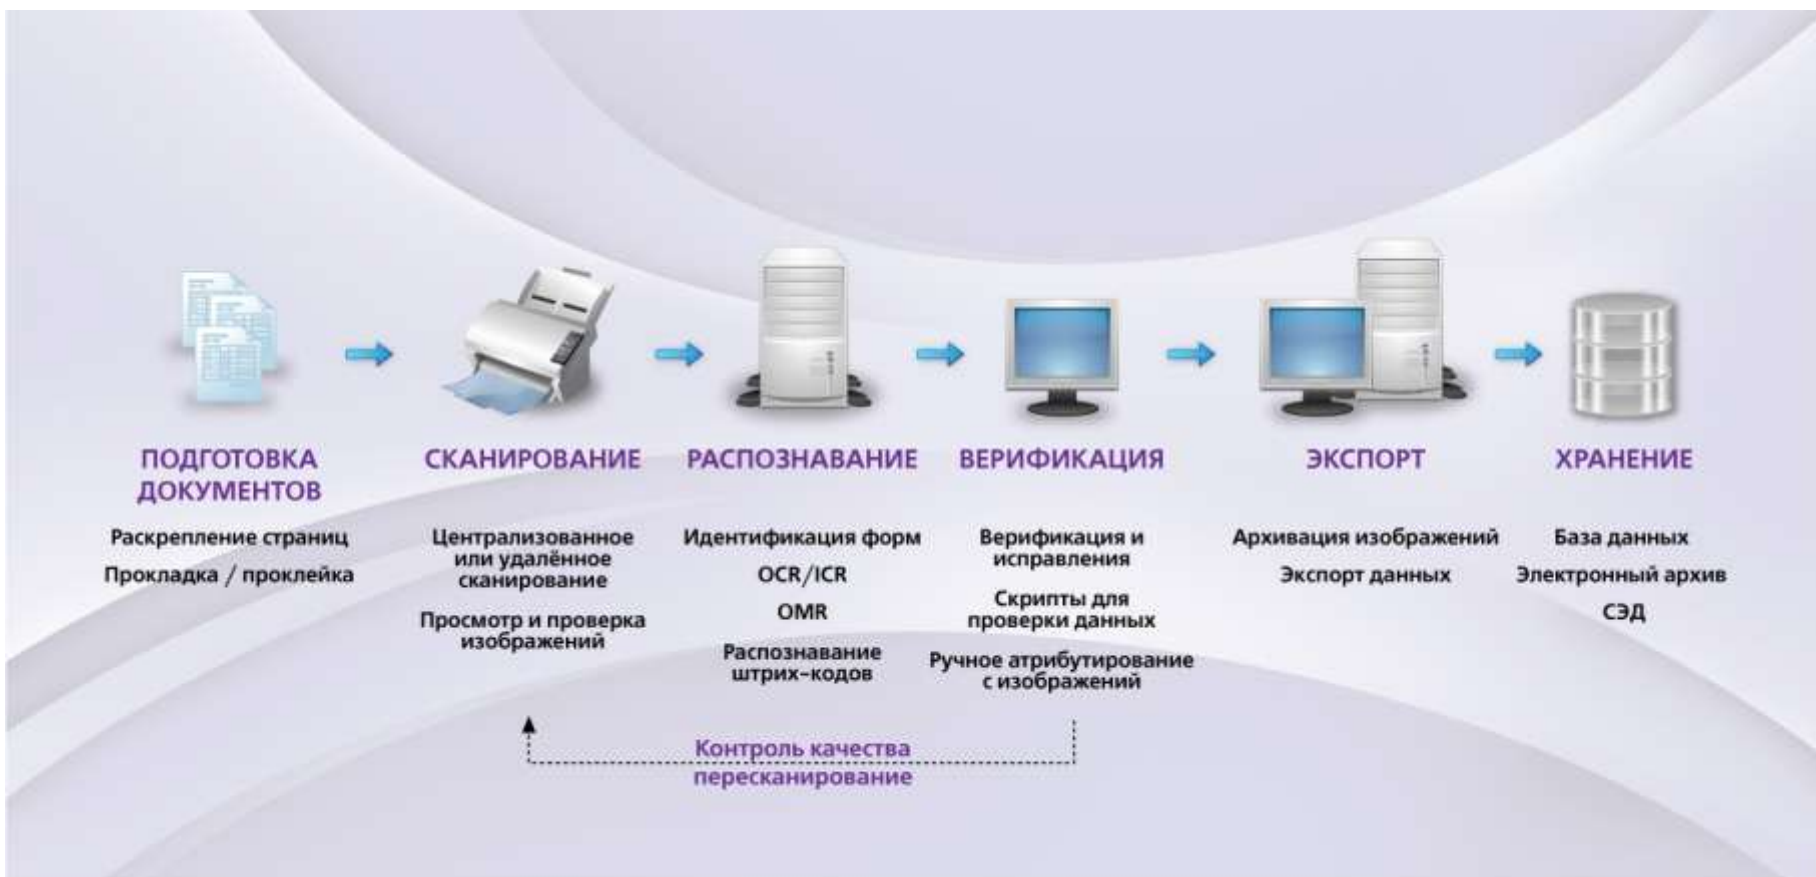 ПОДГОТОВКА
ДОКУМЕНТОВ
Раскрепление страниц
Прокладка / проклейка
СКАНИРОВАНИЕ
Централизованное
или удалённое
сканирование
Просмотр и проверка
изображений
РАСПОЗНАВАНИЕ
Идентификация форм
OCR/ICR
OMR
Распознавание
штрих-кодов
ВЕРИФИКАЦИЯ
Верификация и
исправления
Скрипты для
проверки данных
Ручное атрибутирование
с изображений
ЭКСПОРТ
Архивация изображений
Экспорт данных
ХРАНЕНИЕ
База данных
Электронный архив
СЭД
Контроль качества
пересканирование